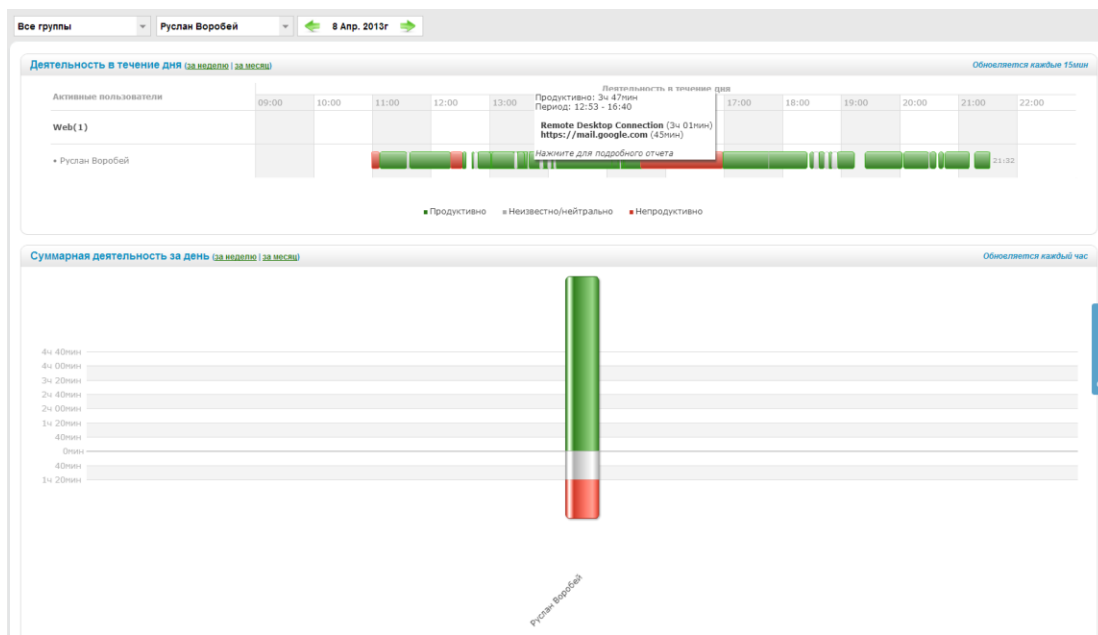 Все группы Руслан Воробей 8 Апр. 2013г
Деятельность в течение дня (за неделю | за месяц) Обновляется каждые 15мин
Деятельность в течение дня
Активные пользователи 09:00 10:00 11:00 12:00 13:00 17:00 18:00 19:00 20:00 21:00 22:00
Продуктивно: 3ч 47мин
Период: 12:53 - 16:40
Web(1)
Remote Desktop Connection (3ч 01мин)
https://mail.google.com (45мин)
Нажмите для подробного отчета
• Руслан Воробей 21:32
Продуктивно Неизвестно/нейтрально Непродуктивно
Суммарная деятельность за день (за неделю | за месяц) Обновляется каждый час
4ч 40мин
4ч 00мин
3ч 20мин
2ч 40мин
2ч 00мин
1ч 20мин
40мин
0мин
40мин
1ч 20мин
Руслан Воробей